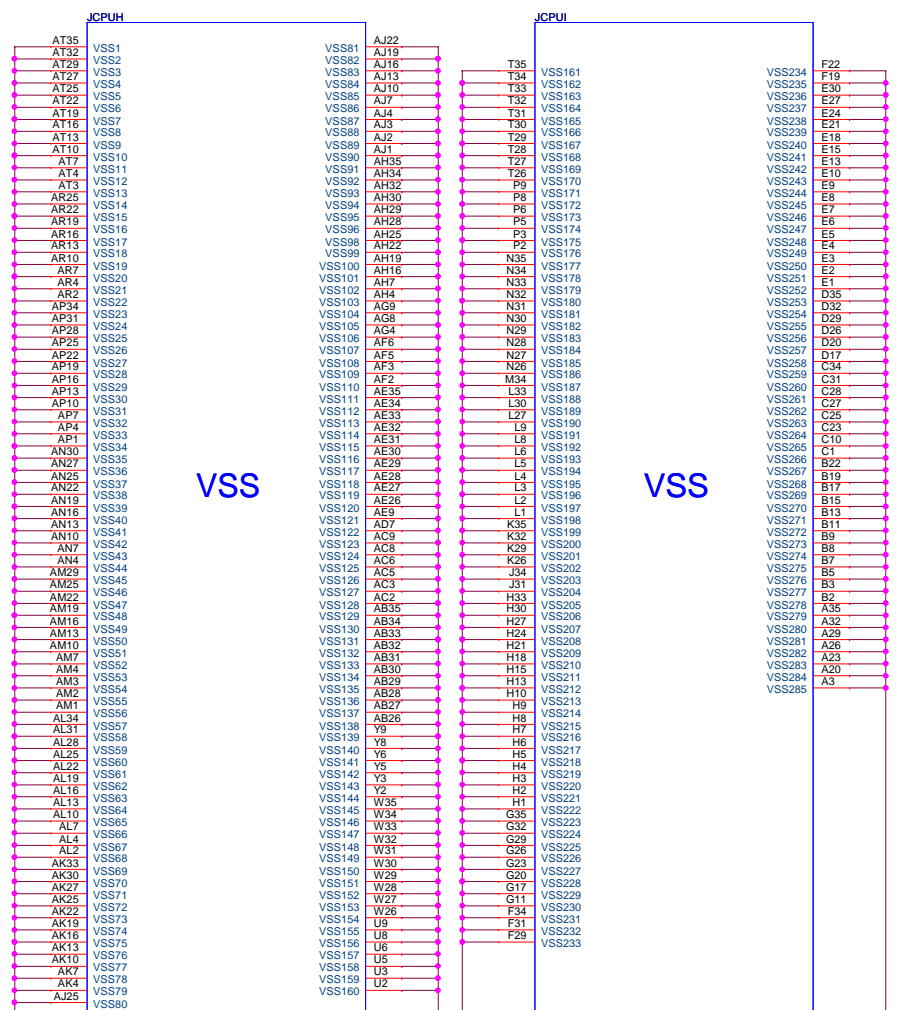 JCPUH
AT35 VSS1
AT32 VSS2
AT29 VSS3
AT27 VSS4
AT25 VSS5
AT22 VSS6
AT19 VSS7
AT16 VSS8
AT13 VSS9
AT10 VSS10
AT7 VSS11
AT4 VSS12
AT3 VSS13
AR25 VSS14
AR22 VSS15
AR19 VSS16
AR16 VSS17
AR13 VSS18
AR10 VSS19
AR7 VSS20
AR4 VSS21
AR2 VSS22
AP34 VSS23
AP31 VSS24
AP28 VSS25
AP25 VSS26
AP22 VSS27
AP19 VSS28
AP16 VSS29
AP13 VSS30
AP10 VSS31
AP7 VSS32
AP4 VSS33
AP1 VSS34
AN30 VSS35
AN27 VSS36
AN25 VSS37
AN22 VSS38
AN19 VSS39
AN16 VSS40
AN13 VSS41
AN10 VSS42
AN7 VSS43
AN4 VSS44
AM29 VSS45
AM25 VSS46
AM22 VSS47
AM19 VSS48
AM16 VSS49
AM13 VSS50
AM10 VSS51
AM7 VSS52
AM4 VSS53
AM3 VSS54
AM2 VSS55
AM1 VSS56
AL34 VSS57
AL31 VSS58
AL28 VSS59
AL25 VSS60
AL22 VSS61
AL19 VSS62
AL16 VSS63
AL13 VSS64
AL10 VSS65
AL7 VSS66
AL4 VSS67
AL2 VSS68
AK33 VSS69
AK30 VSS70
AK27 VSS71
AK25 VSS72
AK22 VSS73
AK19 VSS74
AK16 VSS75
AK13 VSS76
AK10 VSS77
AK7 VSS78
AK4 VSS79
AJ25 VSS80
VSS
VSS81 AJ22
VSS82 AJ19
VSS83 AJ16
VSS84 AJ13
VSS85 AJ10
VSS86 AJ7
VSS87 AJ4
VSS88 AJ3
VSS89 AJ2
VSS90 AJ1
VSS91 AH35
VSS92 AH34
VSS93 AH32
VSS94 AH30
VSS95 AH29
VSS96 AH28
VSS98 AH25
VSS99 AH22
VSS100 AH19
VSS101 AH16
VSS102 AH7
VSS103 AH4
VSS104 AG9
VSS105 AG8
VSS106 AG4
VSS107 AF6
VSS108 AF5
VSS109 AF3
VSS110 AF2
VSS111 AE35
VSS112 AE34
VSS113 AE33
VSS114 AE32
VSS115 AE31
VSS116 AE30
VSS117 AE29
VSS118 AE28
VSS119 AE27
VSS120 AE26
VSS121 AE9
VSS122 AD7
VSS123 AC9
VSS124 AC8
VSS125 AC6
VSS126 AC5
VSS127 AC3
VSS128 AC2
VSS129 AB35
VSS130 AB34
VSS131 AB33
VSS132 AB32
VSS133 AB31
VSS134 AB30
VSS135 AB29
VSS136 AB28
VSS137 AB27
VSS138 AB26
VSS139 Y9
VSS140 Y8
VSS141 Y6
VSS142 Y5
VSS143 Y3
VSS144 Y2
VSS145 W35
VSS146 W34
VSS147 W33
VSS148 W32
VSS149 W31
VSS150 W30
VSS151 W29
VSS152 W28
VSS153 W27
VSS154 W26
VSS155 U9
VSS156 U8
VSS157 U6
VSS158 U5
VSS159 U3
VSS160 U2
JCPUI
T35 VSS161
T34 VSS162
T33 VSS163
T32 VSS164
T31 VSS165
T30 VSS166
T29 VSS167
T28 VSS168
T27 VSS169
T26 VSS170
P9 VSS171
P8 VSS172
P6 VSS173
P5 VSS174
P3 VSS175
P2 VSS176
N35 VSS177
N34 VSS178
N33 VSS179
N32 VSS180
N31 VSS181
N30 VSS182
N29 VSS183
N28 VSS184
N27 VSS185
N26 VSS186
M34 VSS187
L33 VSS188
L30 VSS189
L27 VSS190
L9 VSS191
L8 VSS192
L6 VSS193
L5 VSS194
L4 VSS195
L3 VSS196
L2 VSS197
L1 VSS198
K35 VSS199
K32 VSS200
K29 VSS201
K26 VSS202
J34 VSS203
J31 VSS204
H33 VSS205
H30 VSS206
H27 VSS207
H24 VSS208
H21 VSS209
H18 VSS210
H15 VSS211
H13 VSS212
H10 VSS213
H9 VSS214
H8 VSS215
H7 VSS216
H6 VSS217
H5 VSS218
H4 VSS219
H3 VSS220
H2 VSS221
H1 VSS222
G35 VSS223
G32 VSS224
G29 VSS225
G26 VSS226
G23 VSS227
G20 VSS228
G17 VSS229
G11 VSS230
F34 VSS231
F31 VSS232
F29 VSS233
VSS
VSS234 F22
VSS235 F19
VSS236 E30
VSS237 E27
VSS238 E24
VSS239 E21
VSS240 E18
VSS241 E15
VSS242 E13
VSS243 E10
VSS244 E9
VSS245 E8
VSS246 E7
VSS247 E6
VSS248 E5
VSS249 E4
VSS250 E3
VSS251 E2
VSS252 E1
VSS253 D35
VSS254 D32
VSS255 D29
VSS256 D26
VSS257 D20
VSS258 D17
VSS259 C34
VSS260 C31
VSS261 C28
VSS262 C27
VSS263 C25
VSS264 C23
VSS265 C10
VSS266 C1
VSS267 B22
VSS268 B19
VSS269 B17
VSS270 B15
VSS271 B13
VSS272 B11
VSS273 B9
VSS274 B8
VSS275 B7
VSS276 B5
VSS277 B3
VSS278 B2
VSS279 A35
VSS280 A32
VSS281 A29
VSS282 A26
VSS283 A23
VSS284 A20
VSS285 A3